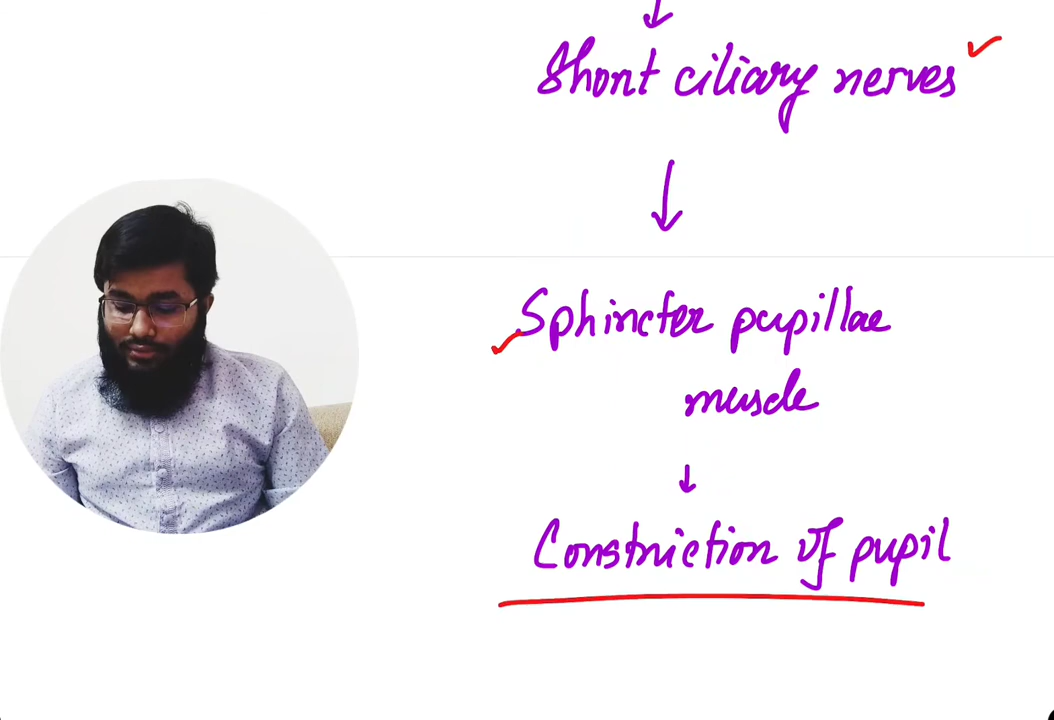 Short ciliary nerves
Sphincter pupillae
muscle
Constriction of pupil